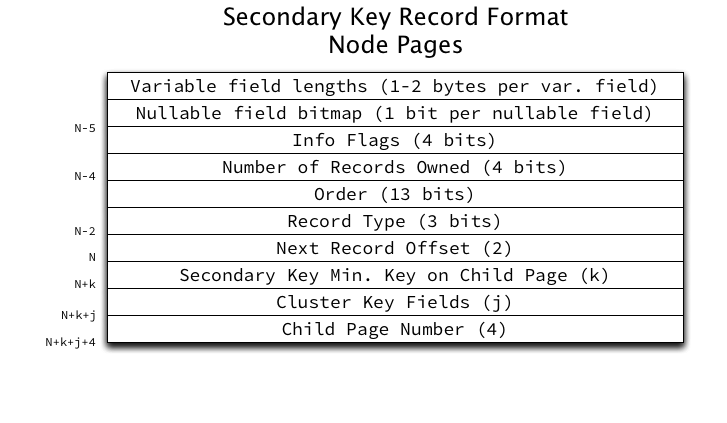 Secondary Key Record Format
Node Pages
Variable field lengths (1-2 bytes per var. field)
Nullable field bitmap (1 bit per nullable field)
N-5
Info Flags (4 bits)
Number of Records Owned (4 bits)
N-4
Order (13 bits)
Record Type (3 bits)
N-2
Next Record Offset (2)
N
Secondary Key Min. Key on Child Page (k)
N+k
Cluster Key Fields (j)
N+k+j
Child Page Number (4)
N+k+j+4